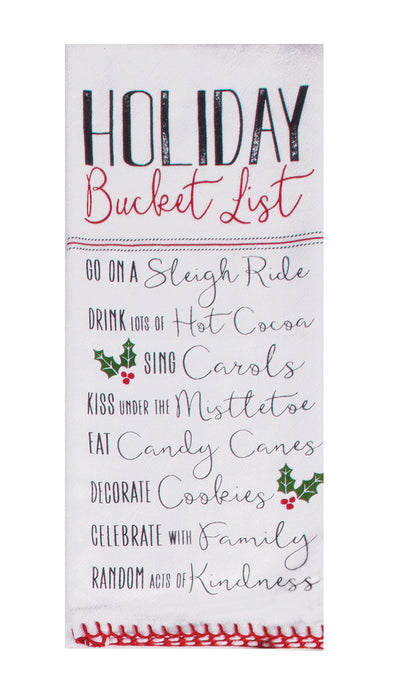 HOLIDAY
Bucket List
GO ON A Sleigh Ride
DRINK LOTS OF Hot Cocoa
SING Carols
KISS UNDER THE Mistletoe
EAT Candy Canes
DECORATE Cookies
CELEBRATE WITH Family
RANDOM ACTS OF Kindness